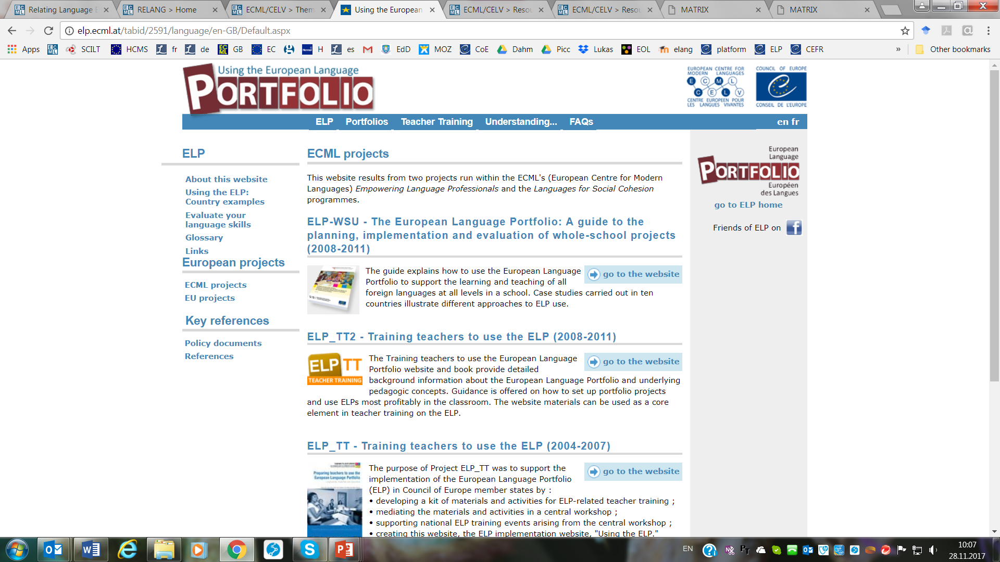 Relating Language E
RELANG > Home
ECML/CELV > Them
Using the European
ECML/CELV > Resou
ECML/CELV > Resou
MATRIX
MATRIX
elp.ecml.at/tabid/2591/language/en-GB/Default.aspx
Apps SCILT HCMS fr de GB EC H es EdD MOZ CoE Dahm Picc Lukas EOL elang platform ELP CEFR » Other bookmarks
Using the European Language
PORTFOLIO
EUROPEAN CENTRE FOR
MODERN LANGUAGES
E C M L
C E L V
CENTRE EUROPEEN POUR
LES LANGUES VIVANTES
COUNCIL OF EUROPE
CONSEIL DE L'EUROPE
ELP Portfolios Teacher Training Understanding... FAQs
en fr
ELP
About this website
Using the ELP:
Country examples
Evaluate your
language skills
Glossary
Links
European projects
ECML projects
EU projects
Key references
Policy documents
References
ECML projects
This website results from two projects run within the ECML's (European Centre for Modern
Languages) Empowering Language Professionals and the Languages for Social Cohesion
programmes.
ELP-WSU - The European Language Portfolio: A guide to the
planning, implementation and evaluation of whole-school projects
(2008-2011)
go to the website
The guide explains how to use the European Language
Portfolio to support the learning and teaching of all
foreign languages at all levels in a school. Case studies carried out in ten
countries illustrate different approaches to ELP use.
ELP_TT2 - Training teachers to use the ELP (2008-2011)
ELP TT
TEACHER TRAINING
go to the website
The Training teachers to use the European Language
Portfolio website and book provide detailed
background information about the European Language Portfolio and underlying
pedagogic concepts. Guidance is offered on how to set up portfolio projects
and use ELPs most profitably in the classroom. The website materials can be used as a core
element in teacher training on the ELP.
ELP_TT - Training teachers to use the ELP (2004-2007)
Preparing teachers to use the
European Language Portfolio
go to the website
The purpose of Project ELP_TT was to support the
implementation of the European Language Portfolio
(ELP) in Council of Europe member states by :
• developing a kit of materials and activities for ELP-related teacher training ;
• mediating the materials and activities in a central workshop ;
• supporting national ELP training events arising from the central workshop ;
• creating this website, the ELP implementation website, "Using the ELP."
European
Language
PORTFOLIO
Européen
des Langues
go to ELP home
Friends of ELP on
EN
10:07
28.11.2017